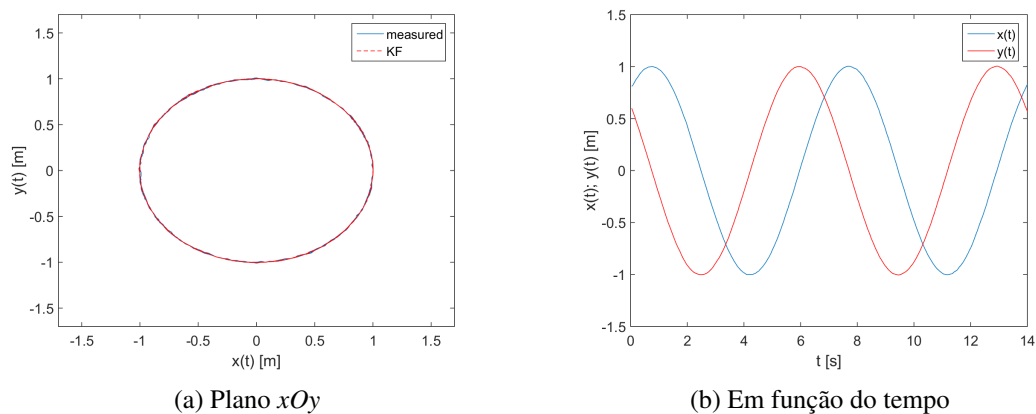 1.5
1
0.5
0
-0.5
-1
-1.5
y(t) [m]
measured
KF
-1.5 -1 -0.5 0 0.5 1 1.5
x(t) [m]
(a) Plano xOy
1.5
1
0.5
0
-0.5
-1
-1.5
x(t); y(t) [m]
x(t)
y(t)
0 2 4 6 8 10 12 14
t [s]
(b) Em função do tempo